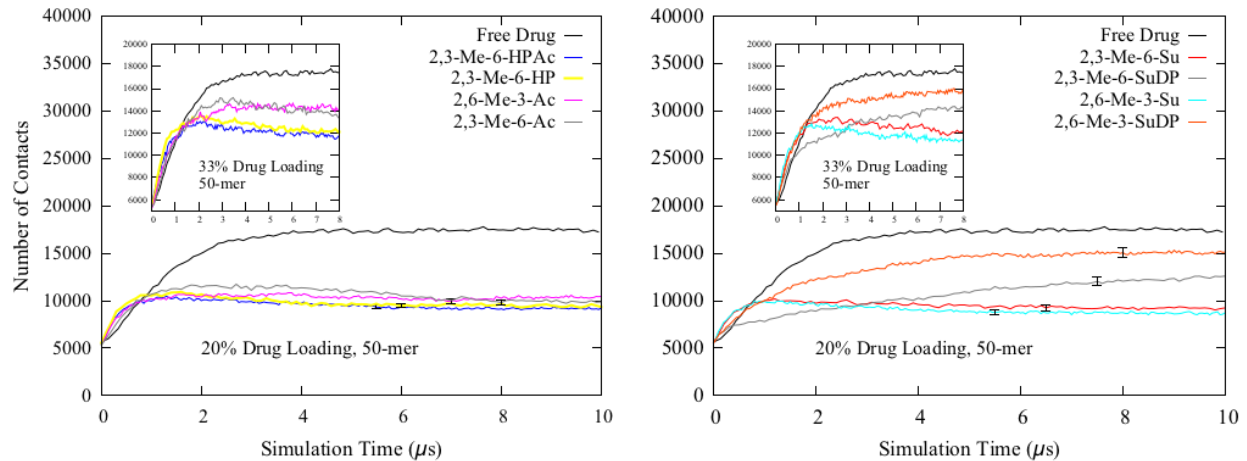 40000
35000
30000
25000
20000
15000
10000
5000
0
Number of Contacts
0
2
4
6
8
10
Simulation Time (μs)
Free Drug
2,3-Me-6-HPAc
2,3-Me-6-HP
2,6-Me-3-Ac
2,3-Me-6-Ac
20000
18000
16000
14000
12000
10000
8000
6000
0 1 2 3 4 5 6 7 8
33% Drug Loading
50-mer
20% Drug Loading, 50-mer
40000
35000
30000
25000
20000
15000
10000
5000
0
0
2
4
6
8
10
Simulation Time (μs)
Free Drug
2,3-Me-6-Su
2,3-Me-6-SuDP
2,6-Me-3-Su
2,6-Me-3-SuDP
20000
18000
16000
14000
12000
10000
8000
6000
0 1 2 3 4 5 6 7 8
33% Drug Loading
50-mer
20% Drug Loading, 50-mer